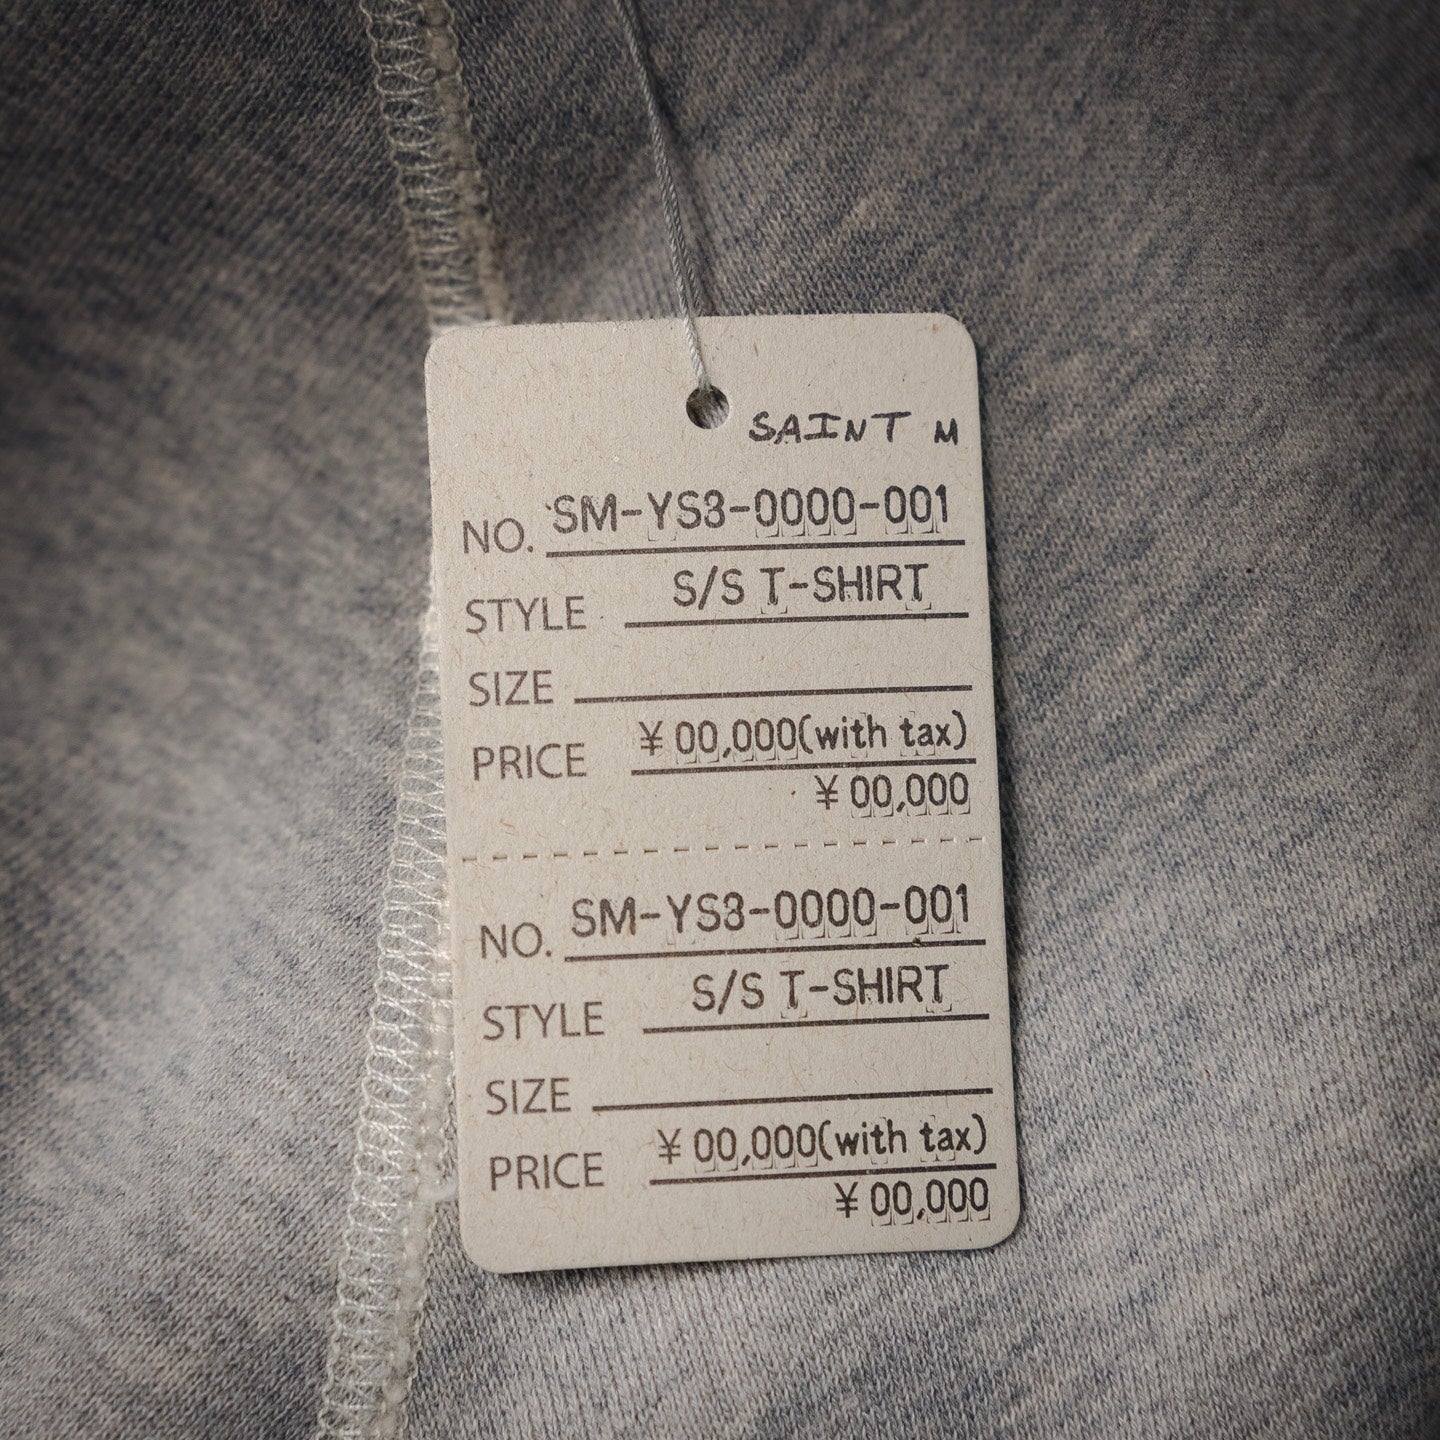 SAINT M
NO. SM-YS3-0000-001
STYLE S/S T-SHIRT
SIZE
PRICE ¥00,000(with tax)
¥00,000
NO. SM-YS3-0000-001
STYLE S/S T-SHIRT
SIZE
PRICE ¥00,000(with tax)
¥00,000